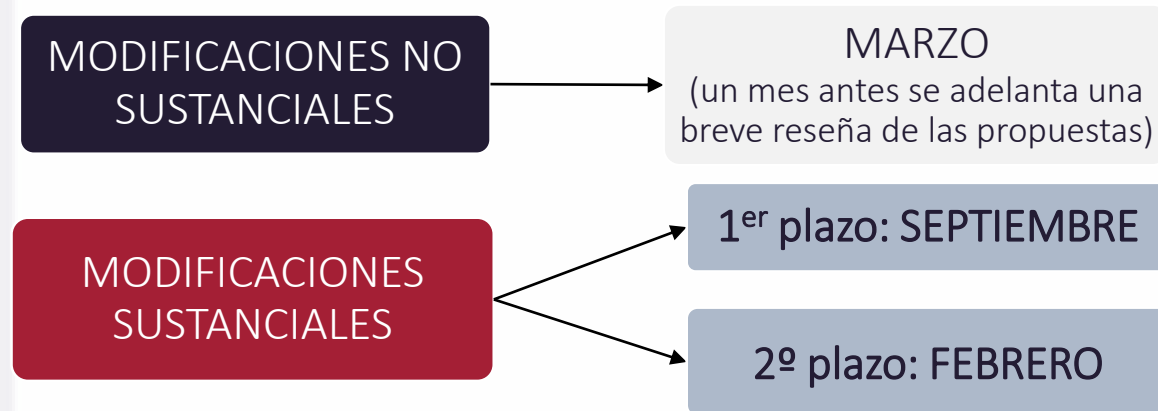 MODIFICACIONES NO
SUSTANCIALES
MARZO
(un mes antes se adelanta una
breve reseña de las propuestas)
MODIFICACIONES
SUSTANCIALES
1er plazo: SEPTIEMBRE
2º plazo: FEBRERO